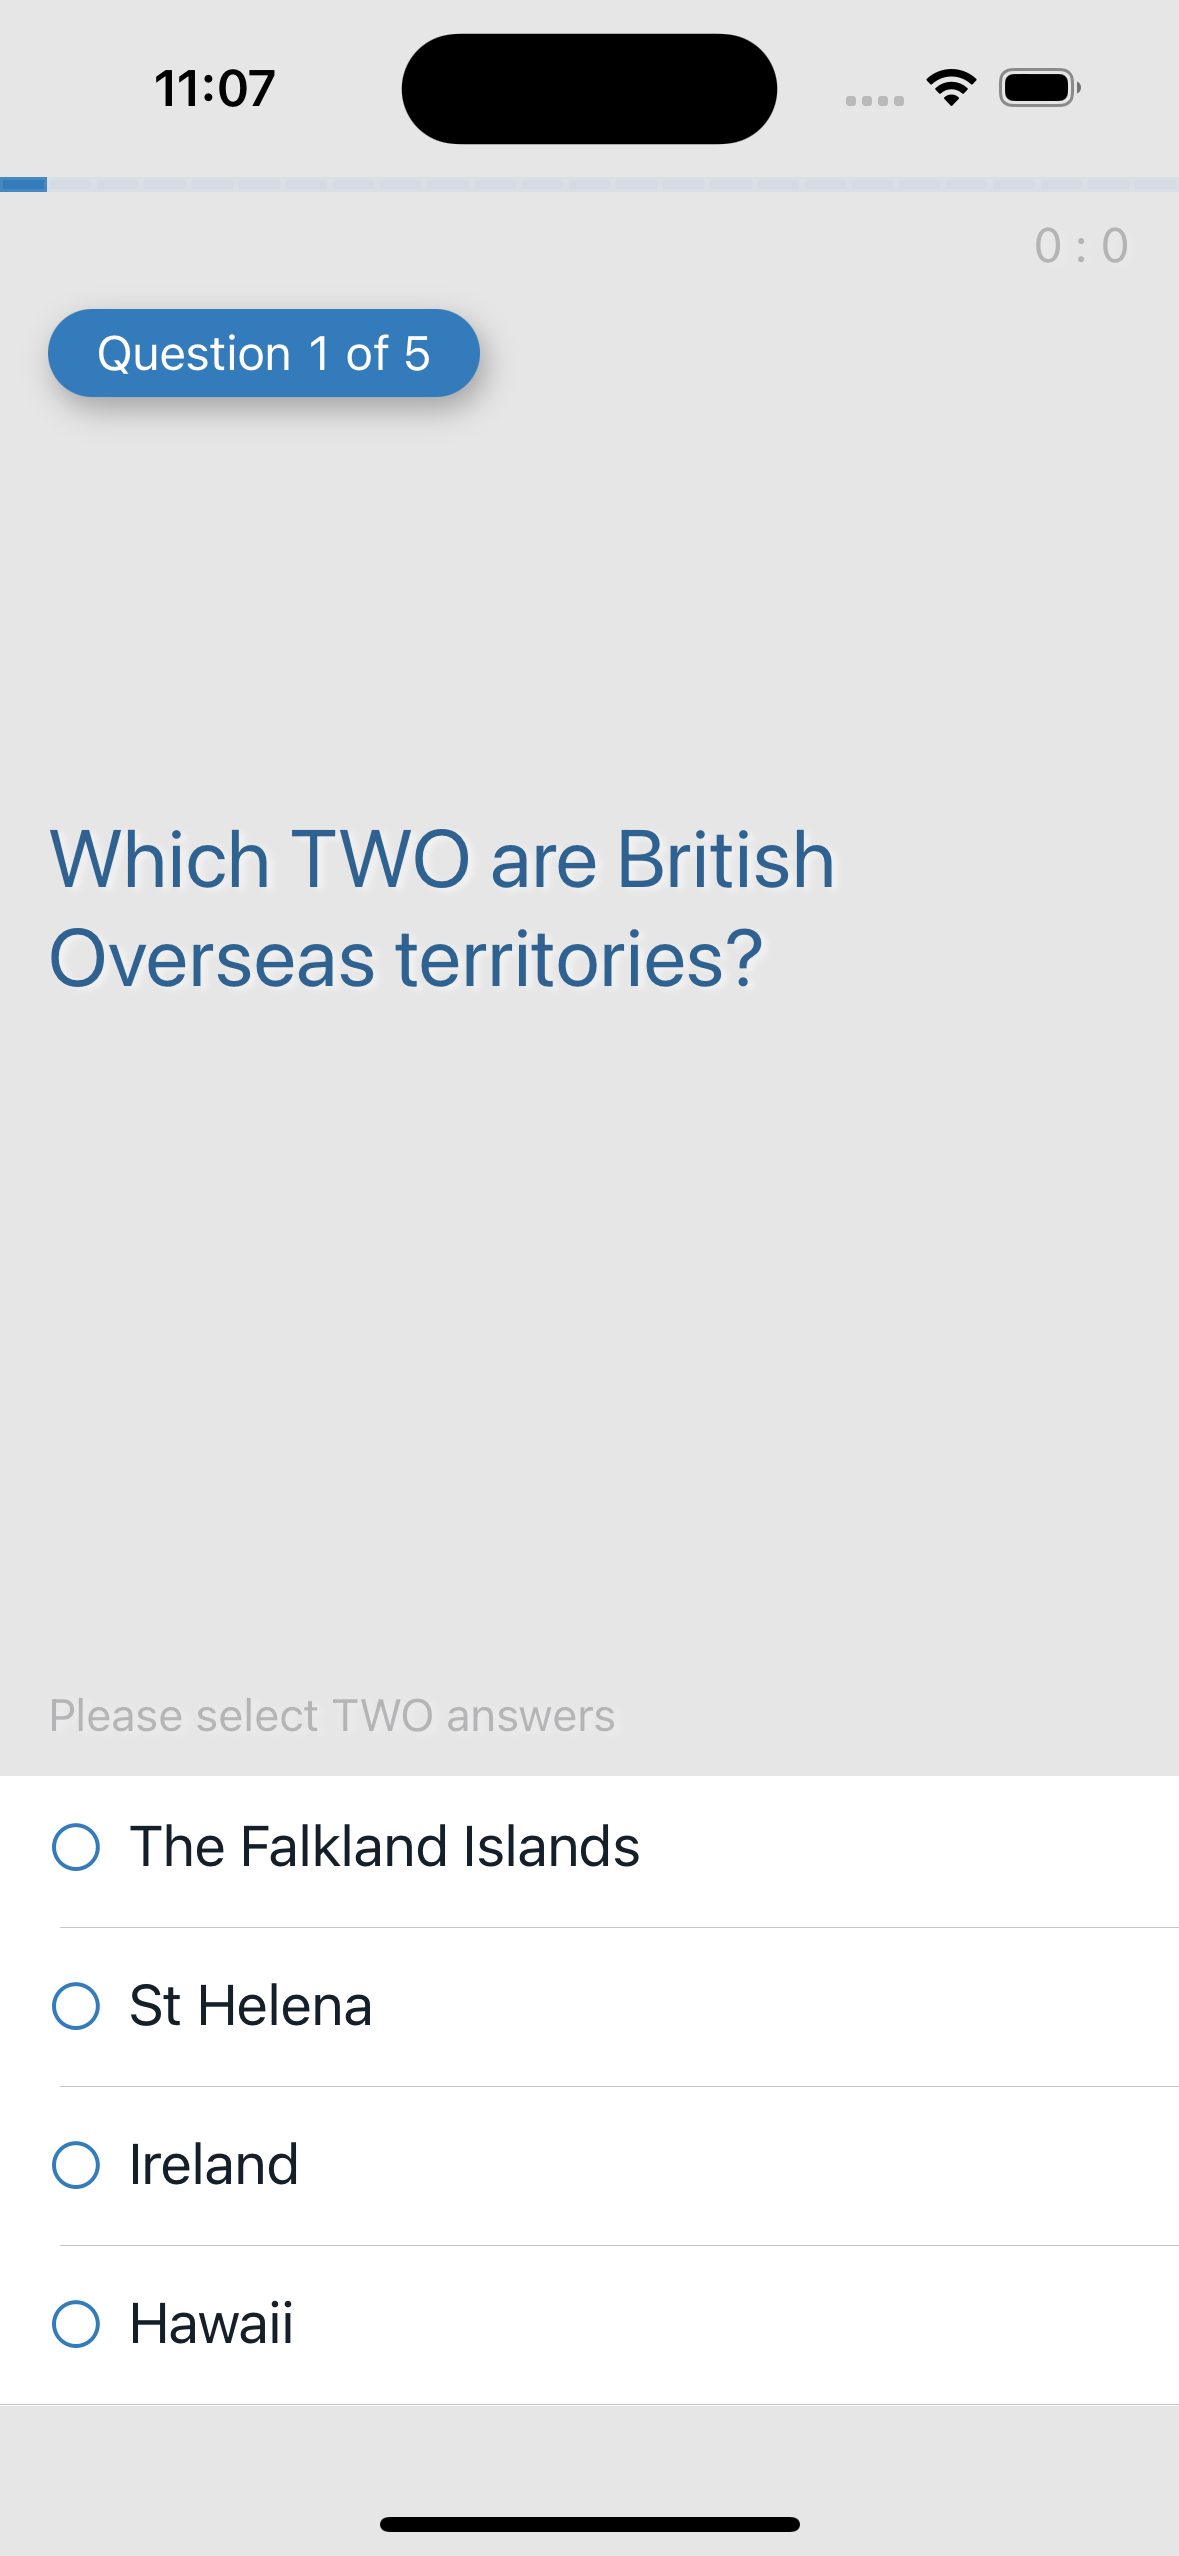 11:07
0 : 0
Question 1 of 5
Which TWO are British
Overseas territories?
Please select TWO answers
The Falkland Islands
St Helena
Ireland
Hawaii